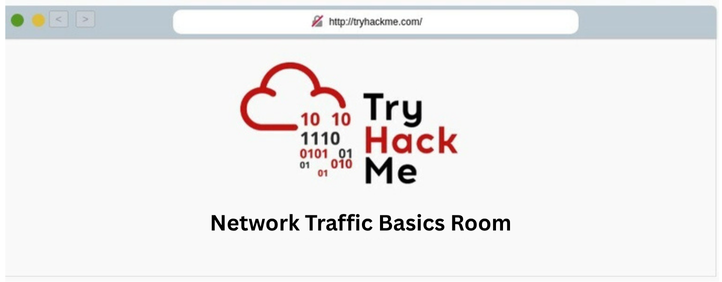 < >
http://tryhackme.com/
10 10
1110
0101 01
01 010
01
Try
Hack
Me
Network Traffic Basics Room